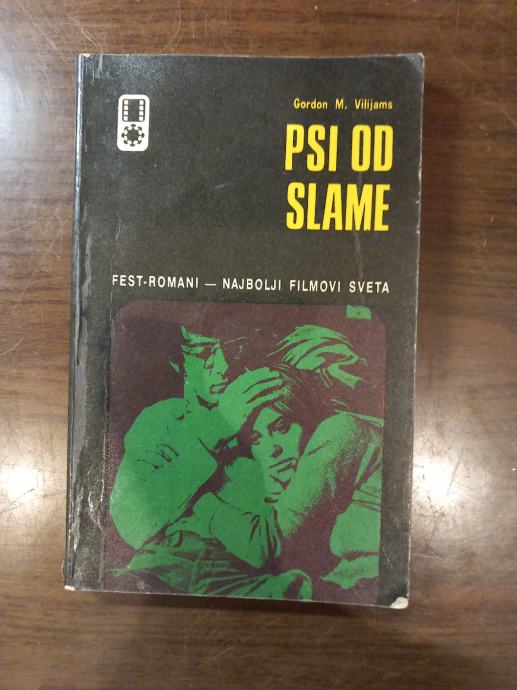 Gordon M. Vilijams
PSI OD
SLAME
FEST-ROMANI — NAJBOLJI FILMOVI SVETA